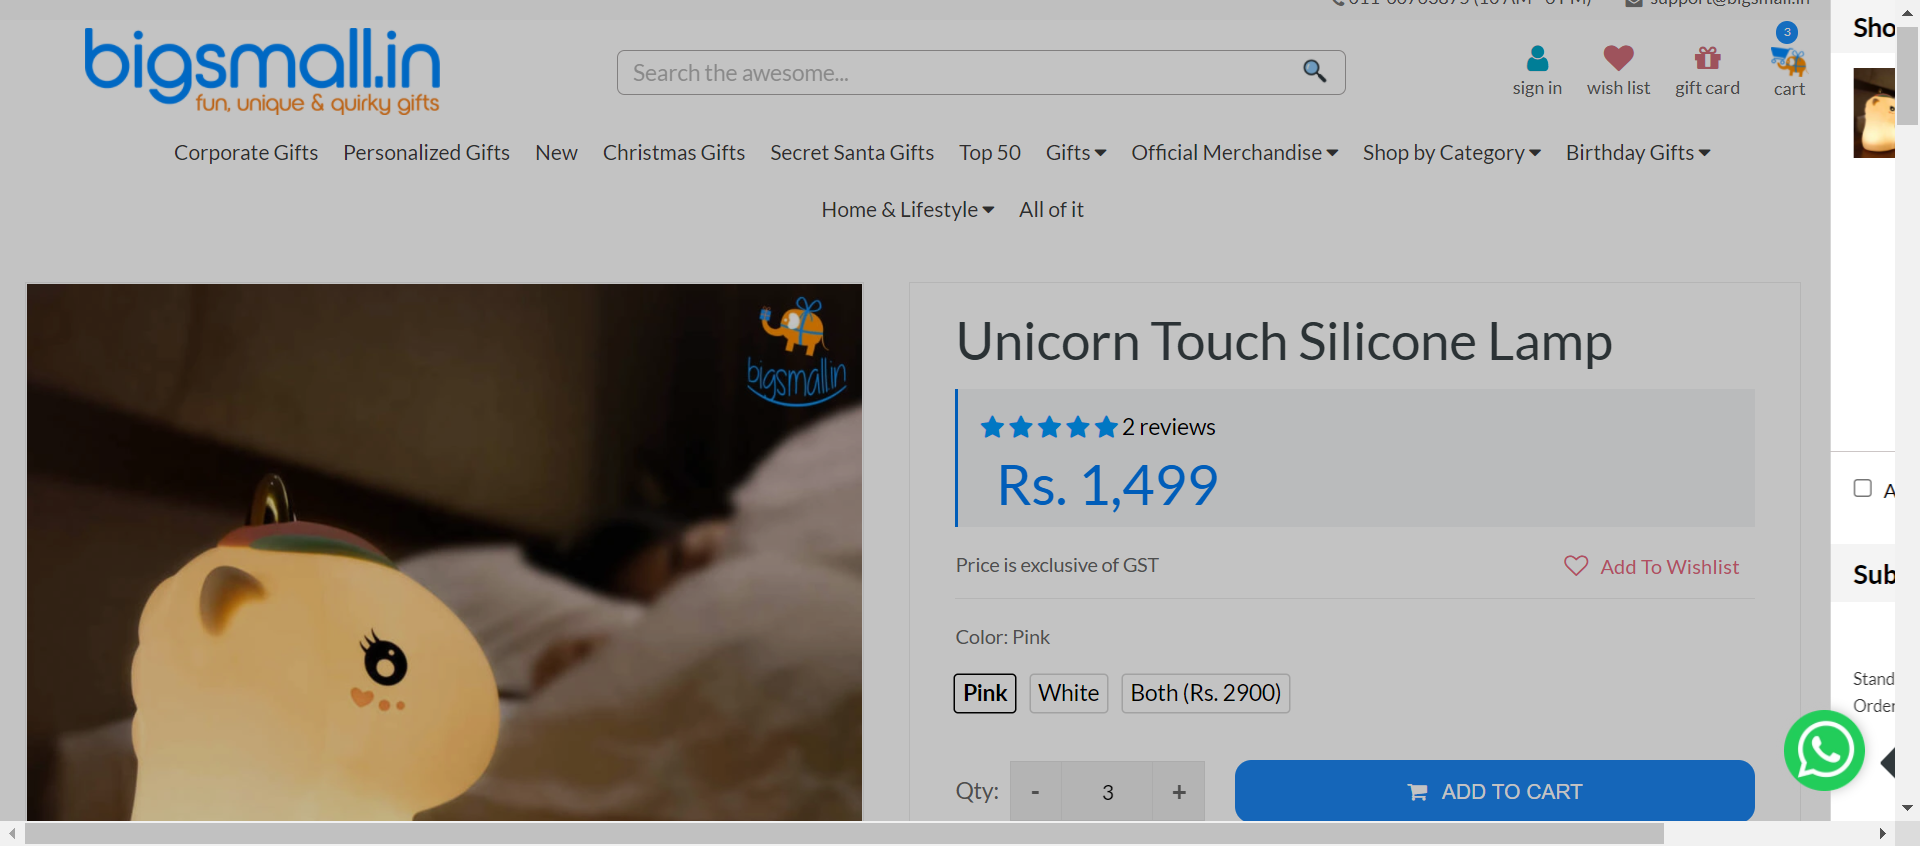 bigsmall.in
fun, unique & quirky gifts
Search the awesome...
sign in
wish list
gift card
3
cart
Corporate Gifts
Personalized Gifts
New
Christmas Gifts
Secret Santa Gifts
Top 50
Gifts
Official Merchandise
Shop by Category
Birthday Gifts
Home & Lifestyle
All of it
bigsmall.in
Unicorn Touch Silicone Lamp
2 reviews
Rs. 1,499
Price is exclusive of GST
Add To Wishlist
Color: Pink
Pink
White
Both (Rs. 2900)
Qty:
-
3
+
ADD TO CART
Sho
A
Sub
Stand
Order